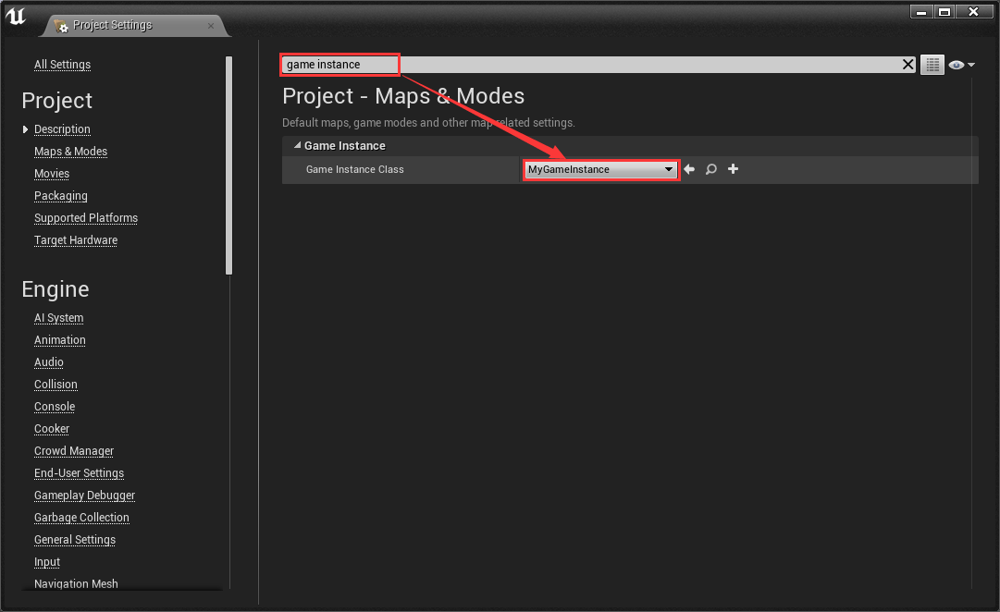 Project Settings
All Settings
Project
Description
Maps & Modes
Movies
Packaging
Supported Platforms
Target Hardware
Engine
AI System
Animation
Audio
Collision
Console
Cooker
Crowd Manager
End-User Settings
Gameplay Debugger
Garbage Collection
General Settings
Input
Navigation Mesh
game instance
Project - Maps & Modes
Default maps, game modes and other map related settings.
Game Instance
Game Instance Class
MyGameInstance